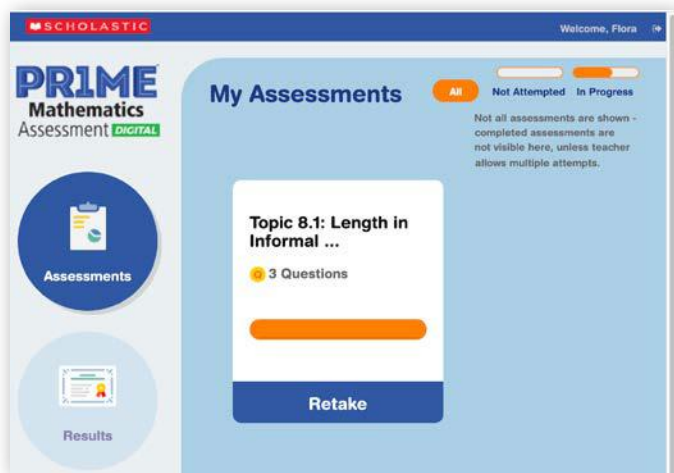 SCHOLASTIC
Welcome, Flora
PR1ME
Mathematics
Assessment DIGITAL
My Assessments
All
Not Attempted
In Progress
Not all assessments are shown -
completed assessments are
not visible here, unless teacher
allows multiple attempts.
Topic 8.1: Length in
Informal ...
Q 3 Questions
Retake
Assessments
Results